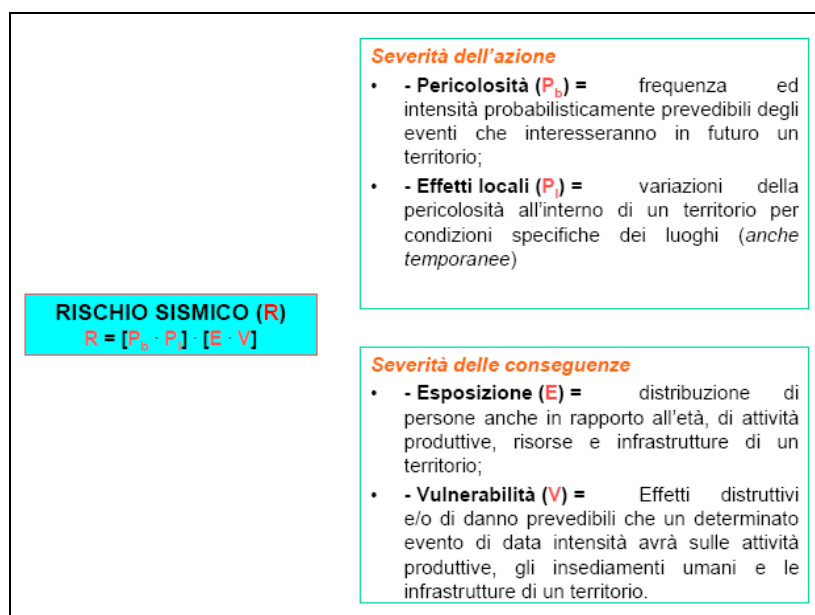 Severità dell'azione
• - Pericolosità (Pb) = frequenza ed
intensità probabilisticamente prevedibili degli
eventi che interesseranno in futuro un
territorio;
• - Effetti locali (Pl) = variazioni della
pericolosità all'interno di un territorio per
condizioni specifiche dei luoghi (anche
temporanee)
RISCHIO SISMICO (R)
R = [Pb · Pl] · [E · V]
Severità delle conseguenze
• - Esposizione (E) = distribuzione di
persone anche in rapporto all'età, di attività
produttive, risorse e infrastrutture di un
territorio;
• - Vulnerabilità (V) = Effetti distruttivi
e/o di danno prevedibili che un determinato
evento di data intensità avrà sulle attività
produttive, gli insediamenti umani e le
infrastrutture di un territorio.